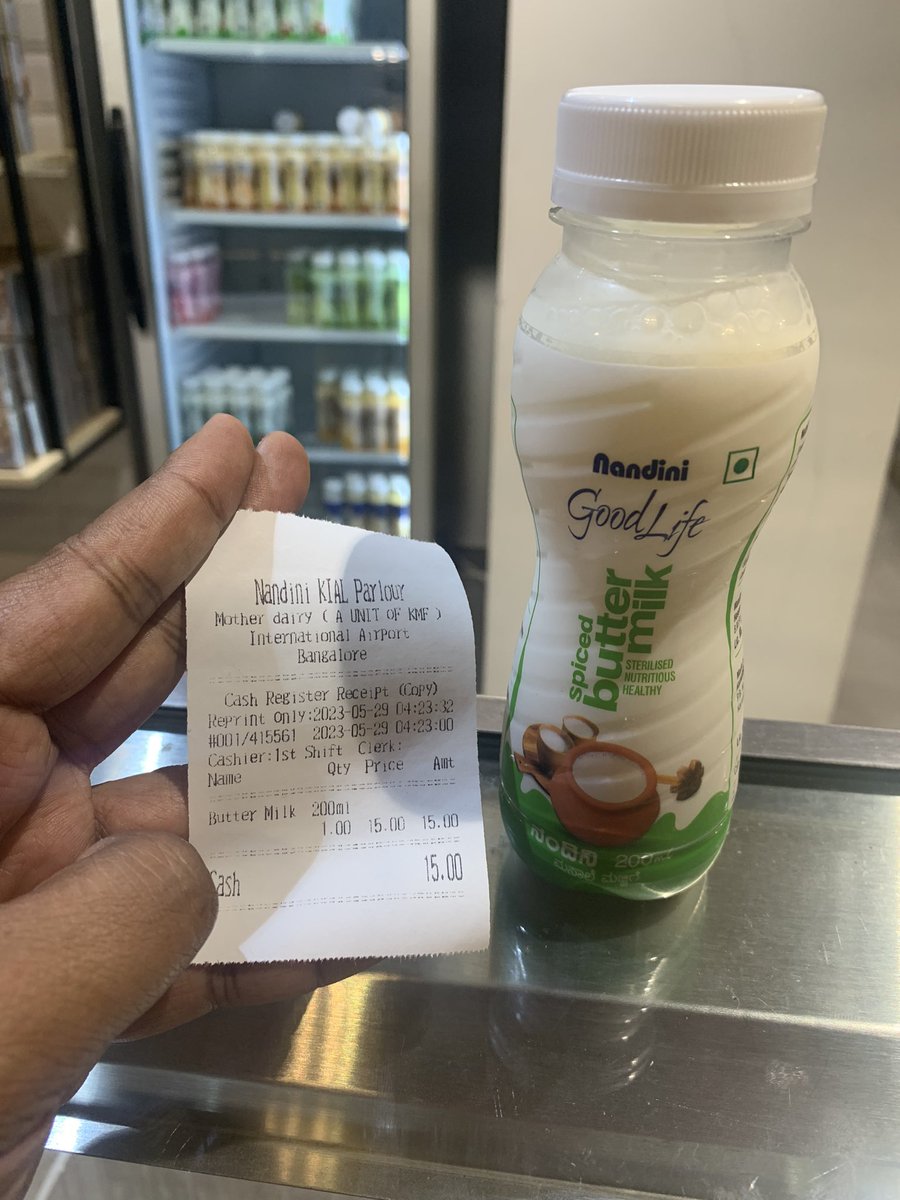 Nandini KIAL Parlour
Mother dairy ( A UNIT OF KMF )
International Airport
Bangalore
Cash Register Receipt (Copy)
Reprint only:2023-05-29 04:23:32
#001/415561 2023-05-29 04:23:00
Cashier:1st Shift Clerk:
Name Qty Price Amt
Butter Milk 200ml
1.00 15.00 15.00
Cash 15.00
Nandini
GoodLife
spiced
butter
milk
STERILISED
NUTRITIOUS
HEALTHY
ನಂದಿನಿ 200ml
ಮಸಾಲೆ ಮಜ್ಜಿಗೆ